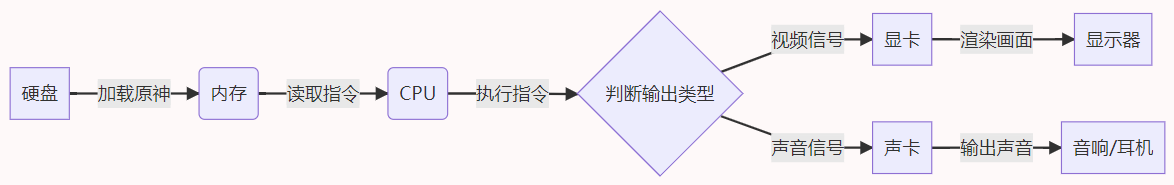 硬盘
加载原神
内存
读取指令
CPU
执行指令
判断输出类型
视频信号
显卡
渲染画面
显示器
声音信号
声卡
输出声音
音响/耳机